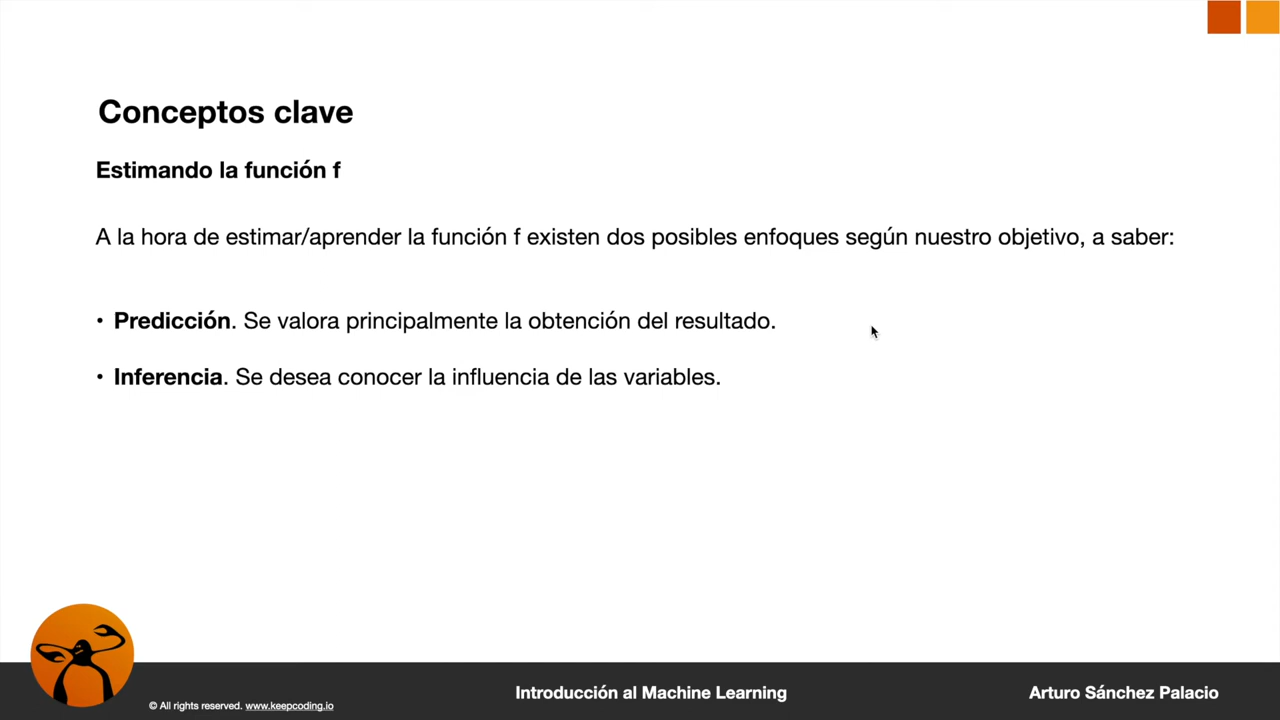 Conceptos clave
Estimando la función f
A la hora de estimar/aprender la función f existen dos posibles enfoques según nuestro objetivo, a saber:
• Predicción. Se valora principalmente la obtención del resultado.
• Inferencia. Se desea conocer la influencia de las variables.
© All rights reserved. www.keepcoding.io
Introducción al Machine Learning
Arturo Sánchez Palacio